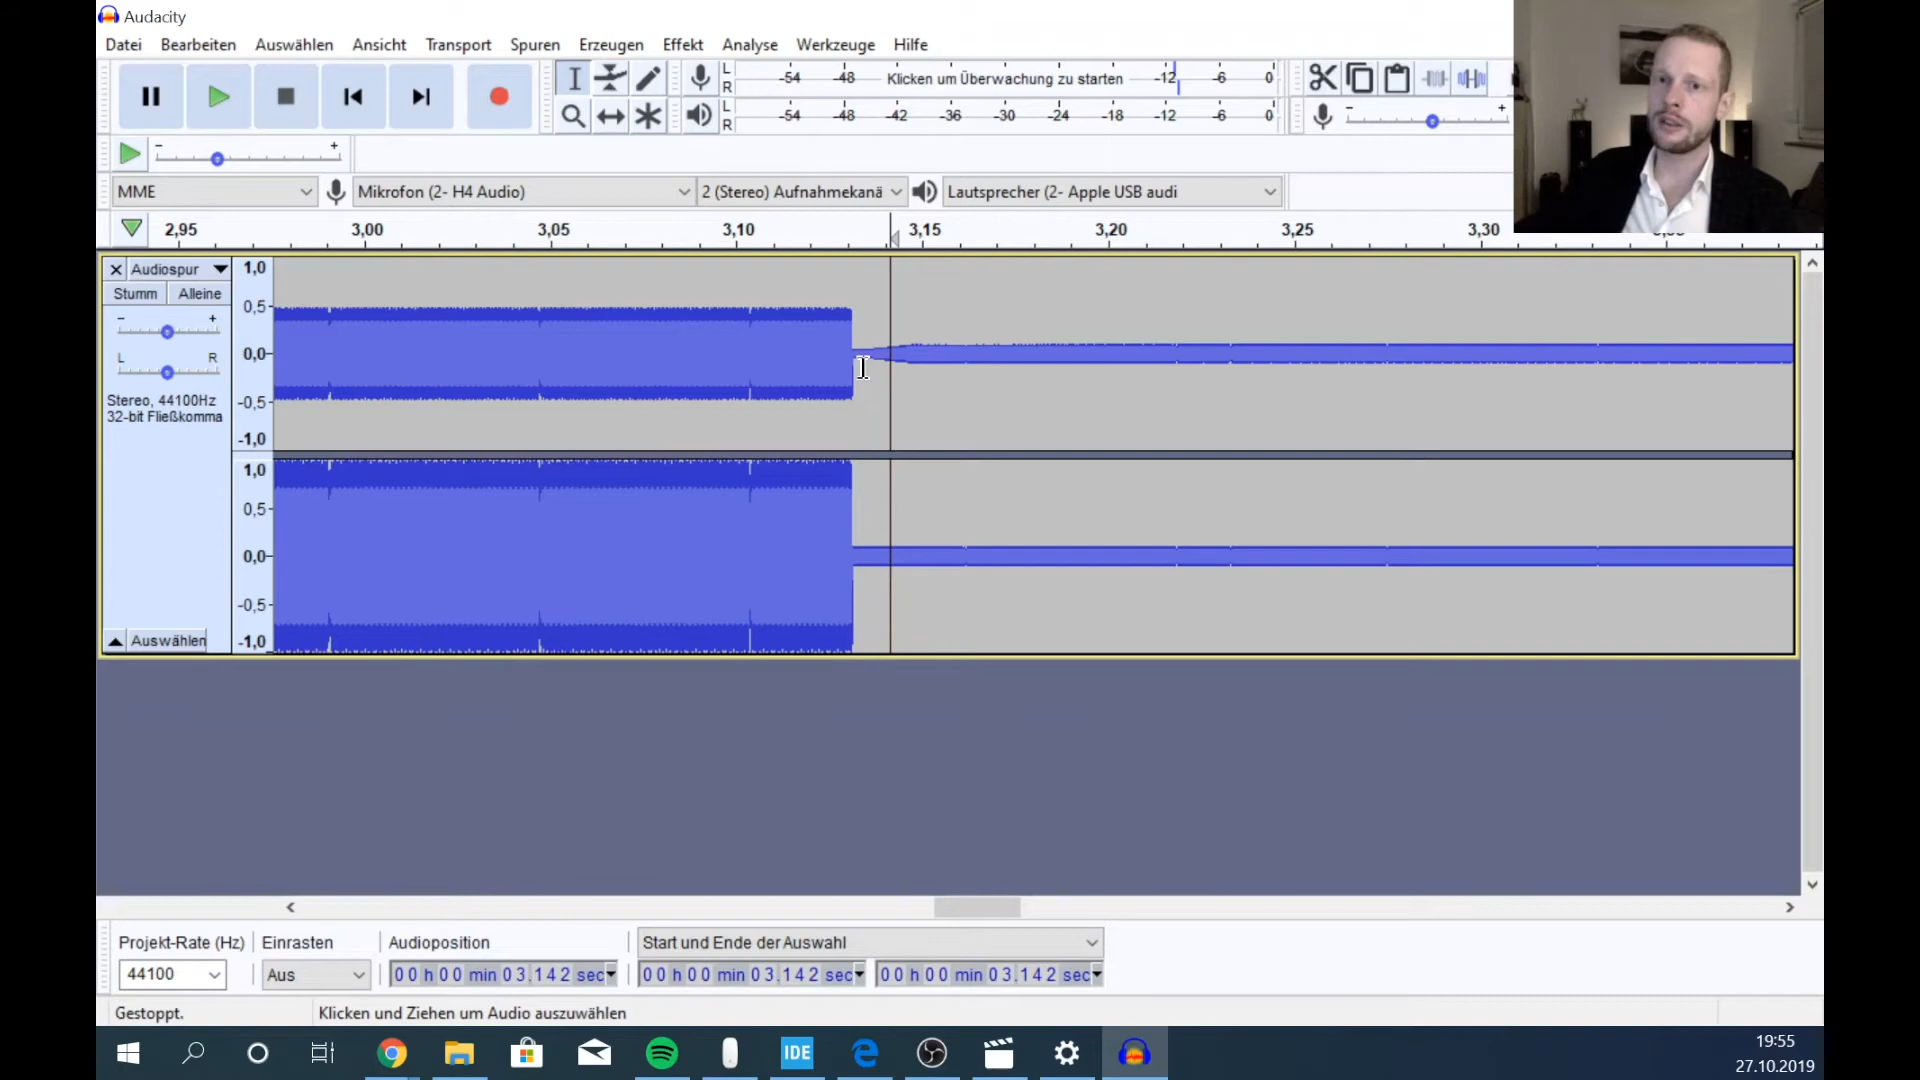 Audacity
Datei Bearbeiten Auswählen Ansicht Transport Spuren Erzeugen Effekt Analyse Werkzeuge Hilfe
L R -54 -48 Klicken um Überwachung zu starten -12 -6 0
L R -54 -48 -42 -36 -30 -24 -18 -12 -6 0
- +
- +
MME Mikrofon (2- H4 Audio) 2 (Stereo) Aufnahmekanä Lautsprecher (2- Apple USB audi
2,95 3,00 3,05 3,10 3,15 3,20 3,25 3,30
Audiospur
Stumm Alleine
- +
L R
Stereo, 44100Hz
32-bit Fließkomma
Auswählen
1,0
0,5
0,0
-0,5
-1,0
1,0
0,5
0,0
-0,5
-1,0
Projekt-Rate (Hz) Einrasten Audioposition Start und Ende der Auswahl
44100 Aus 00 h 00 min 03.142 sec 00 h 00 min 03.142 sec 00 h 00 min 03.142 sec
Gestoppt. Klicken und Ziehen um Audio auszuwählen
IDE
19:55
27.10.2019